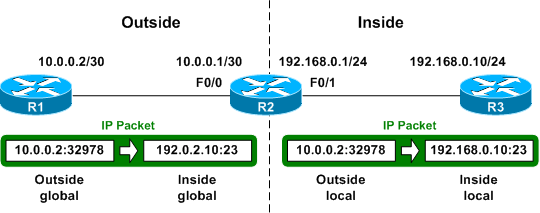 Outside Inside
10.0.0.2/30 10.0.0.1/30 192.168.0.1/24 192.168.0.10/24
F0/0 F0/1
R1 R2 R3
IP Packet IP Packet
10.0.0.2:32978 192.0.2.10:23 10.0.0.2:32978 192.168.0.10:23
Outside Inside Outside Inside
global global local local